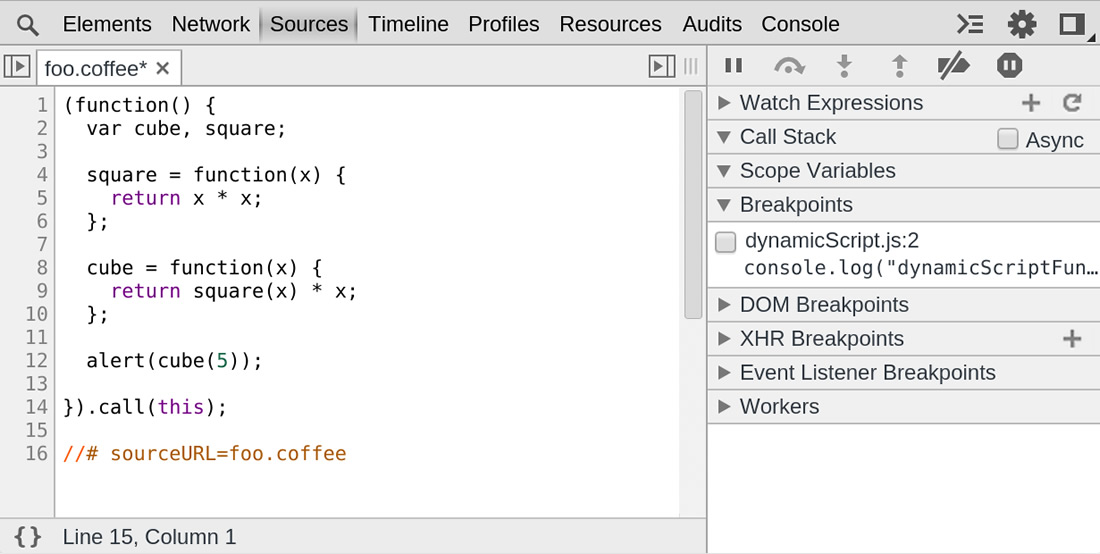 Elements Network Sources Timeline Profiles Resources Audits Console
foo.coffee* ×
1 (function() {
2   var cube, square;
3
4   square = function(x) {
5     return x * x;
6   };
7
8   cube = function(x) {
9     return square(x) * x;
10   };
11
12   alert(cube(5));
13
14 }).call(this);
15
16 //# sourceURL=foo.coffee
{} Line 15, Column 1
Watch Expressions
Call Stack Async
Scope Variables
Breakpoints
dynamicScript.js:2
console.log("dynamicScriptFun…
DOM Breakpoints
XHR Breakpoints
Event Listener Breakpoints
Workers